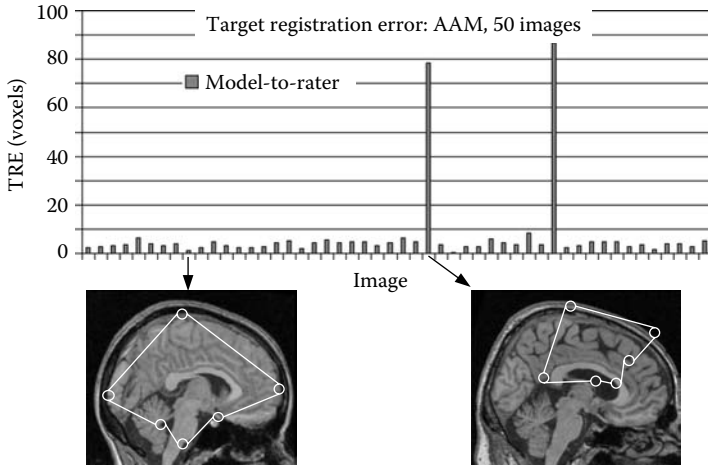 Target registration error: AAM, 50 images
Model-to-rater
TRE (voxels)
100
80
60
40
20
0
Image